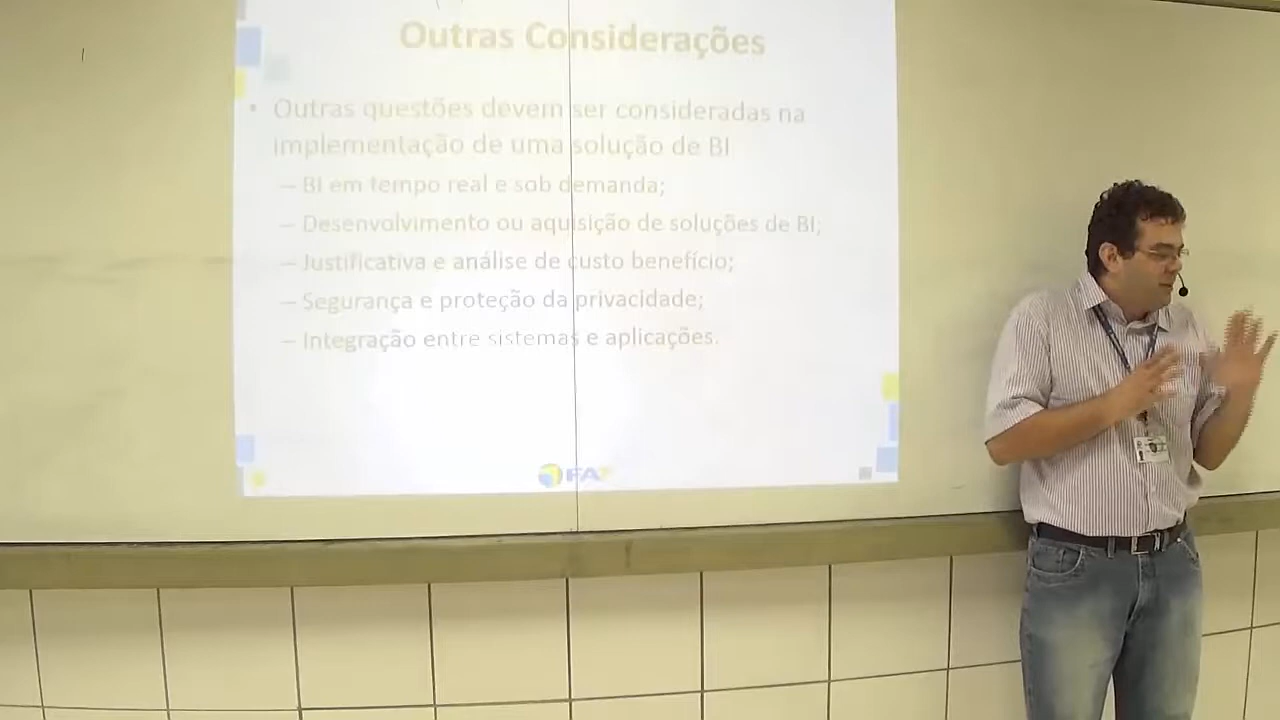 Outras Considerações
• Outras questões devem ser consideradas na
implementação de uma solução de BI
– BI em tempo real e sob demanda;
– Desenvolvimento ou aquisição de soluções de BI;
– Justificativa e análise de custo benefício;
– Segurança e proteção da privacidade;
– Integração entre sistemas e aplicações.
FA7